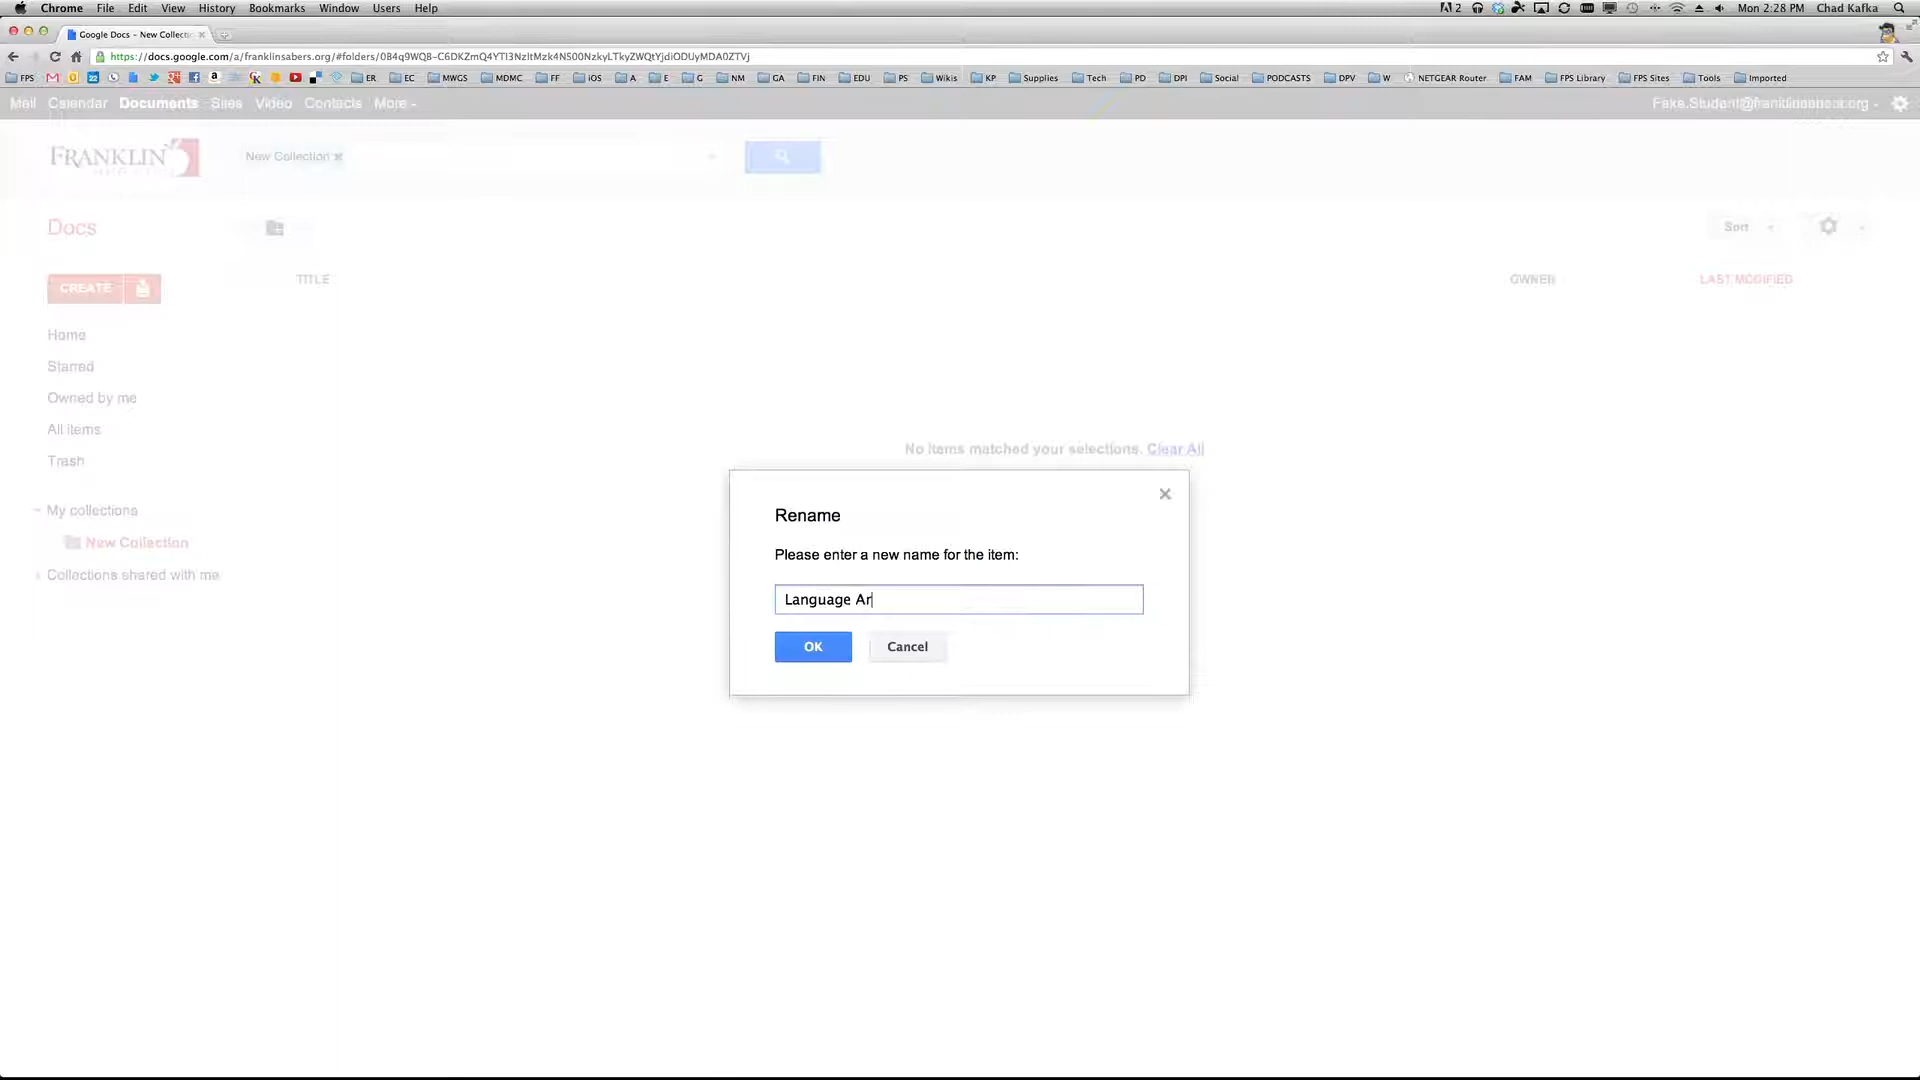 Chrome File Edit View History Bookmarks Window Users Help
2 Mon 2:28 PM Chad Kafka
Google Docs - New Collectic
https://docs.google.com/a/franklinsabers.org/#folders/0B4q9WQ8-C6DKZmQ4YTI3NzItMzk4NS00NzkyLTkyZWQtYjdiODUyMDA0ZTVj
FPS ER EC MWGS MDMC FF iOS A E G NM GA FIN EDU PS Wikis KP Supplies Tech PD DPI Social PODCASTS DPV W NETGEAR Router FAM FPS Library FPS Sites Tools Imported
Mail Calendar Documents Sites Video Contacts More
FRANKLIN New Collection
Docs Sort
CREATE TITLE OWNER LAST MODIFIED
Home
Starred
Owned by me
All items
Trash
No items matched your selections. Clear All
My collections
New Collection
Collections shared with me
Rename
Please enter a new name for the item:
Language Ar
OK Cancel